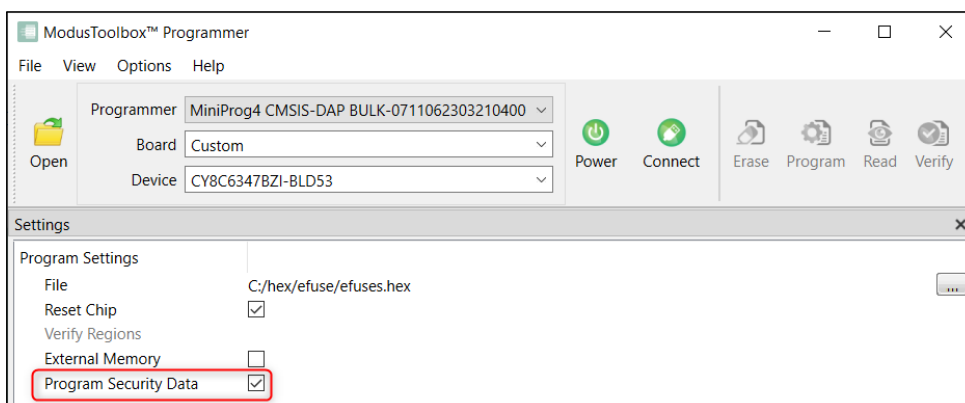 ModusToolbox™ Programmer
File View Options Help
Programmer MiniProg4 CMSIS-DAP BULK-0711062303210400
Board Custom
Device CY8C6347BZI-BLD53
Open Power Connect Erase Program Read Verify
Settings
Program Settings
File C:/hex/efuse/efuses.hex ...
Reset Chip
Verify Regions
External Memory
Program Security Data